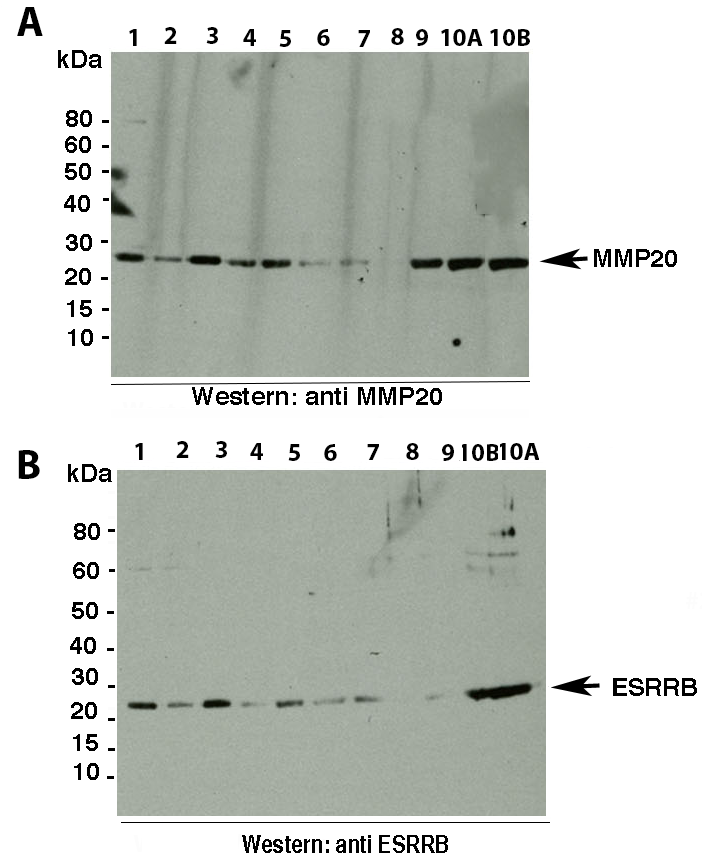 A
1 2 3 4 5 6 7 8 9 10A 10B
kDa
80 -
60 -
50 -
40 -
30 -
20 -
15 -
10 -
MMP20
Western: anti MMP20
B
1 2 3 4 5 6 7 8 9 10B 10A
kDa
80 -
60 -
50 -
40 -
30 -
20 -
15 -
10 -
ESRRB
Western: anti ESRRB